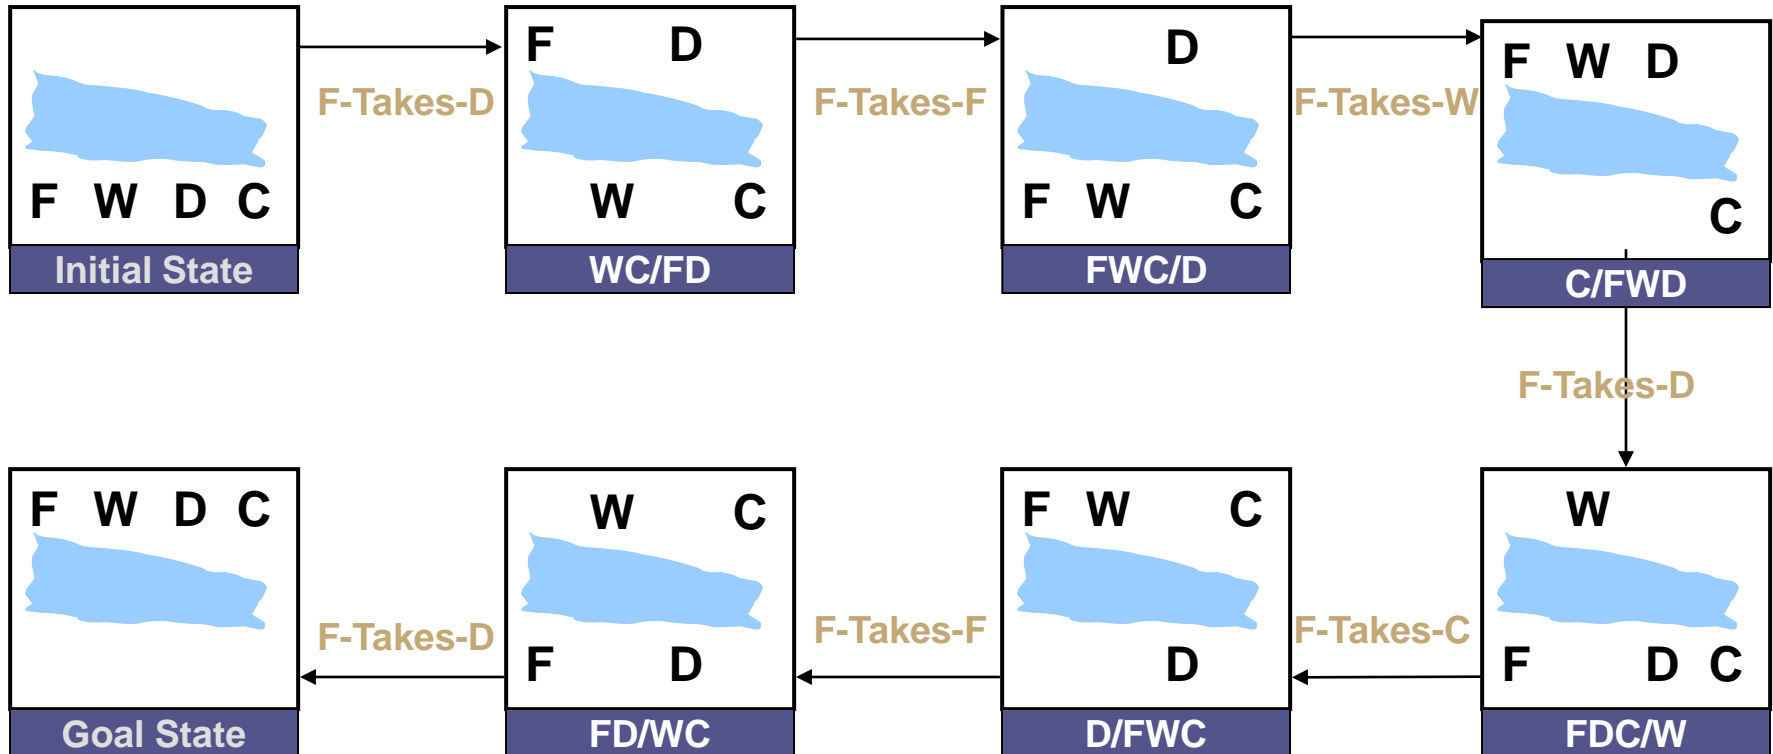 F D
D
F W D
F-Takes-D
F-Takes-F
F-Takes-W
F W D C
W C
F W C
C
Initial State
WC/FD
FWC/D
C/FWD
F-Takes-D
F W D C
W C
F W C
W
F-Takes-D
F-Takes-F
F-Takes-C
F D
D
F D C
Goal State
FD/WC
D/FWC
FDC/W